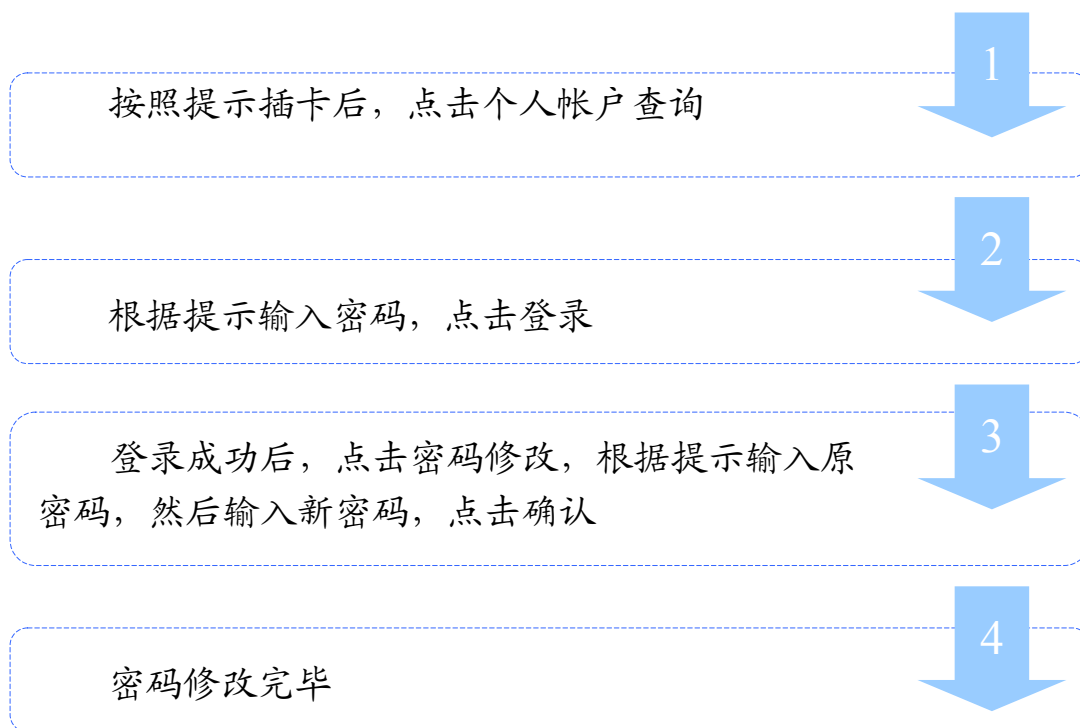 1
按照提示插卡后，点击个人帐户查询
2
根据提示输入密码，点击登录
3
登录成功后，点击密码修改，根据提示输入原
密码，然后输入新密码，点击确认
4
密码修改完毕